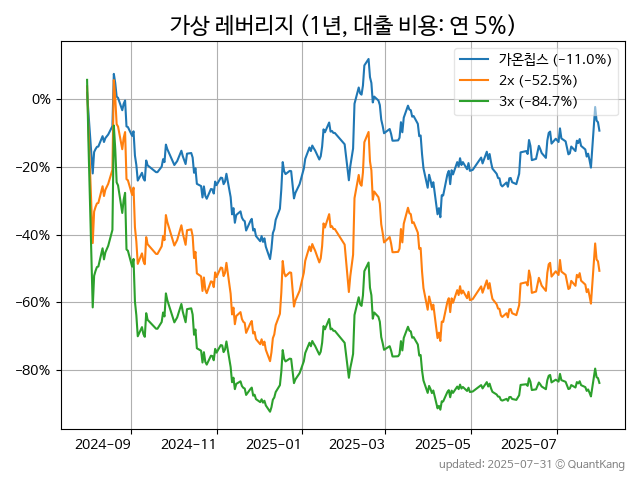 가상 레버리지 (1년, 대출 비용: 연 5%)
가온칩스 (−11.0%)
2x (−52.5%)
3x (−84.7%)
0%
−20%
−40%
−60%
−80%
2024-09
2024-11
2025-01
2025-03
2025-05
2025-07
updated: 2025-07-31 © QuantKang